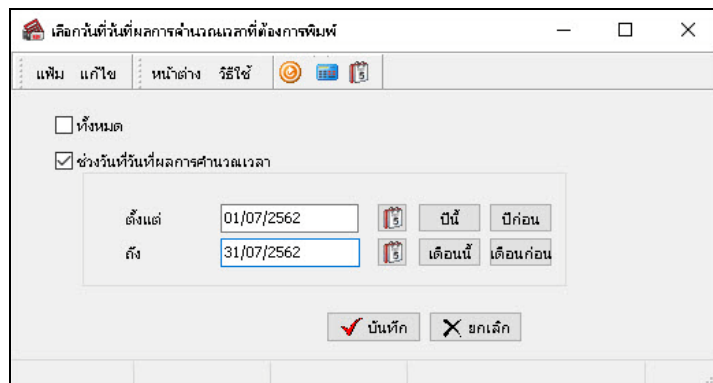 เลือกวันที่วันที่ผลการคำนวณเวลาที่ต้องการพิมพ์
แฟ้ม แก้ไข หน้าต่าง วิธีใช้
ทั้งหมด
ช่วงวันที่วันที่ผลการคำนวณเวลา
ตั้งแต่ 01/07/2562 ปีนี้ ปีก่อน
ถึง 31/07/2562 เดือนนี้ เดือนก่อน
บันทึก ยกเลิก